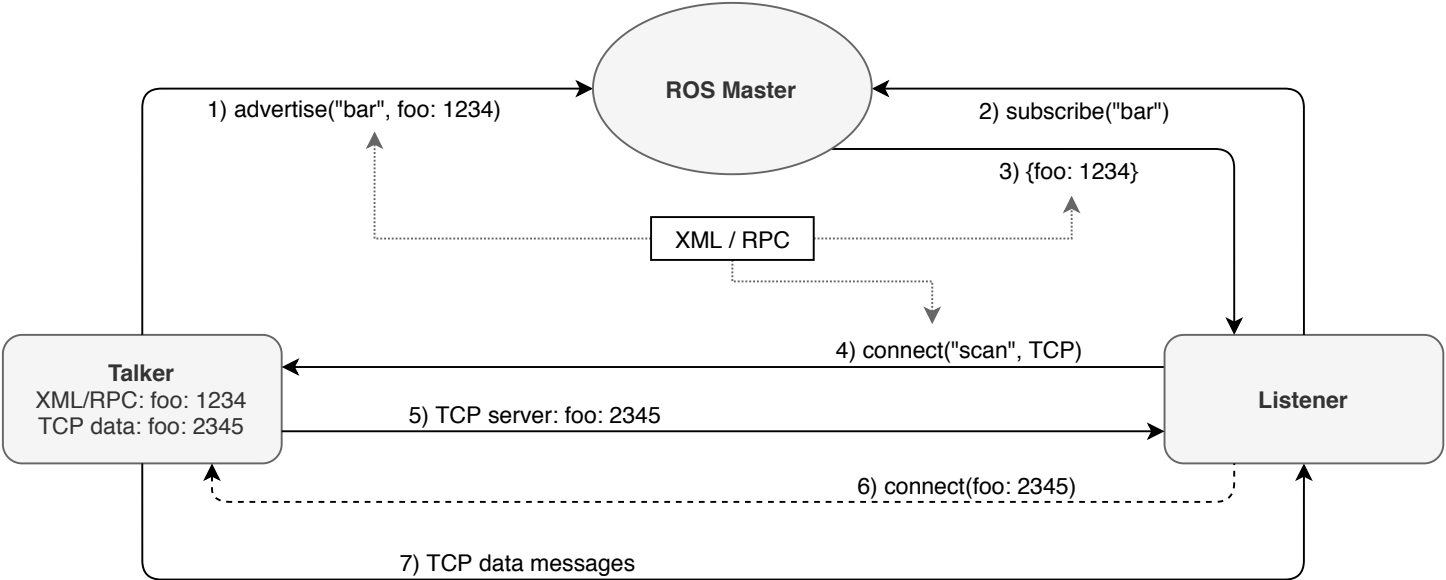 ROS Master
1) advertise("bar", foo: 1234)
2) subscribe("bar")
3) {foo: 1234}
XML / RPC
4) connect("scan", TCP)
Talker
XML/RPC: foo: 1234
TCP data: foo: 2345
Listener
5) TCP server: foo: 2345
6) connect(foo: 2345)
7) TCP data messages